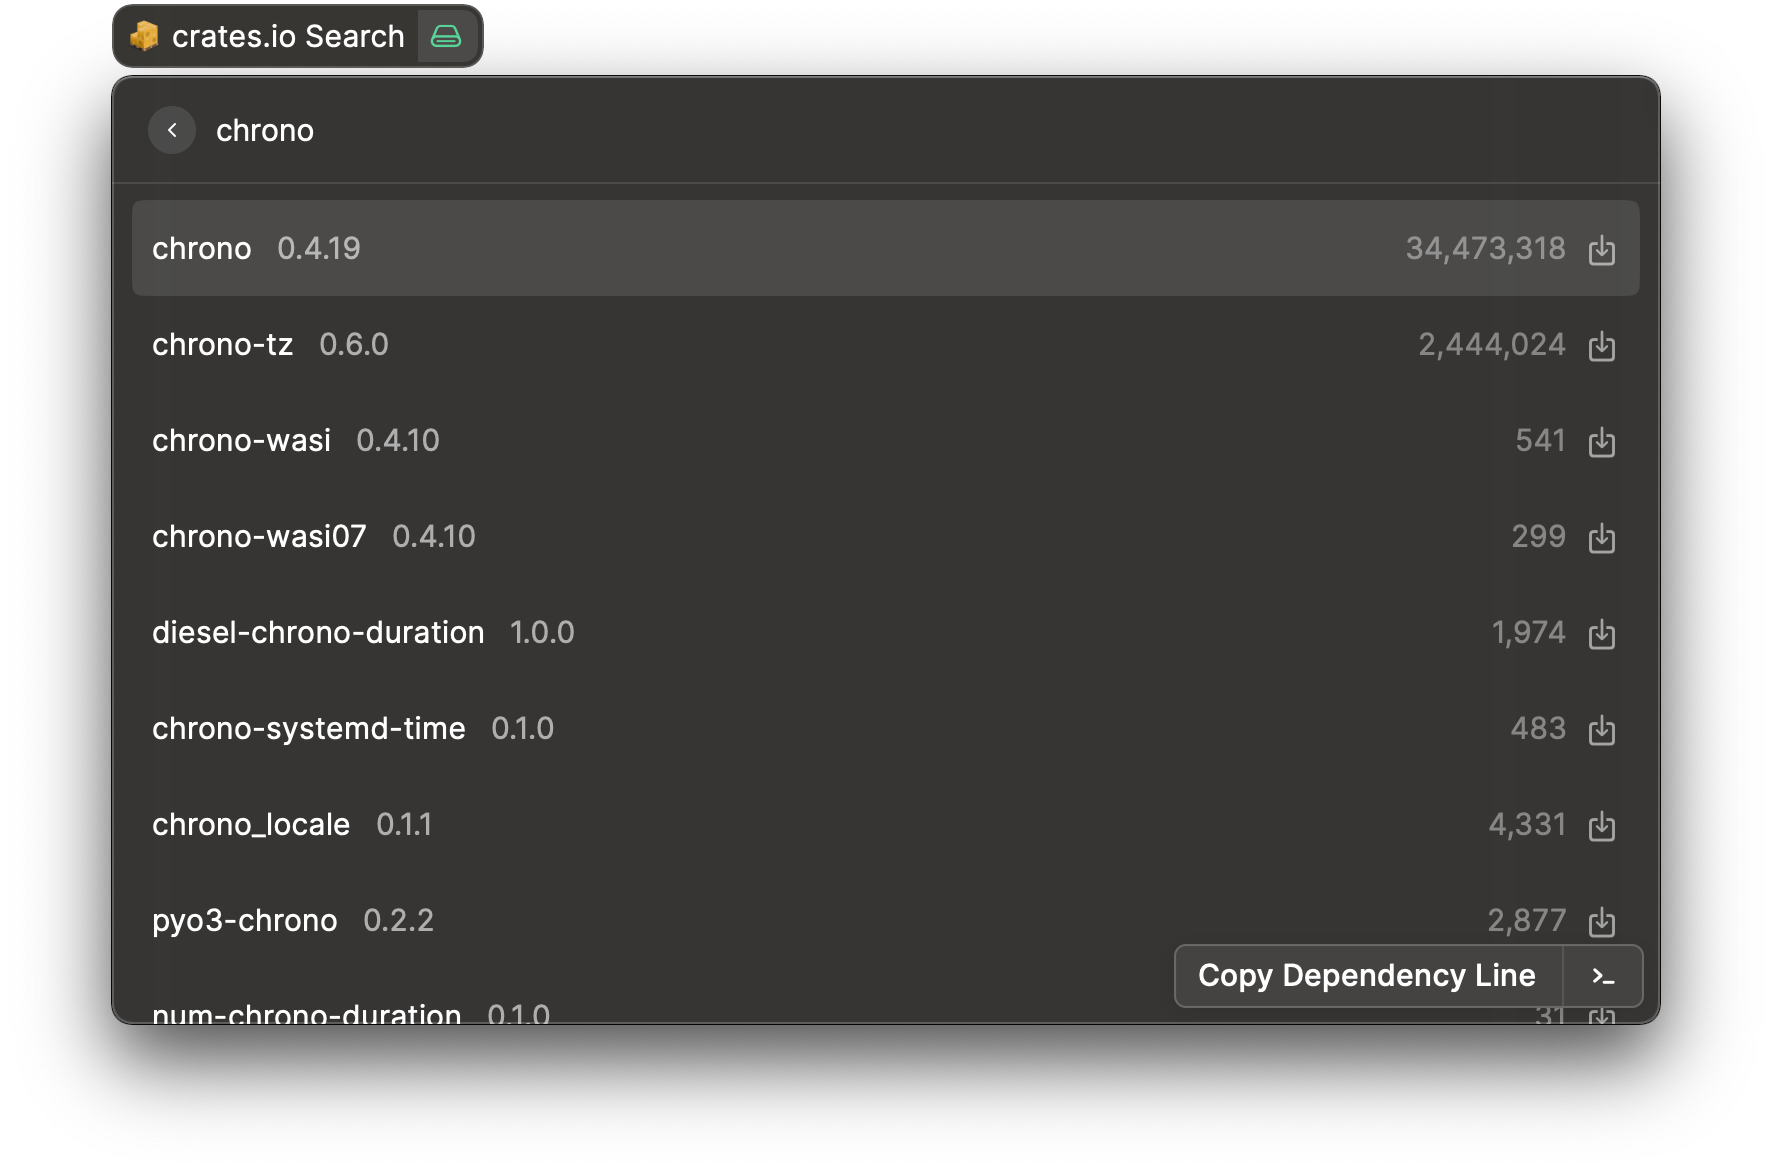 crates.io Search
chrono
chrono 0.4.19 34,473,318
chrono-tz 0.6.0 2,444,024
chrono-wasi 0.4.10 541
chrono-wasi07 0.4.10 299
diesel-chrono-duration 1.0.0 1,974
chrono-systemd-time 0.1.0 483
chrono_locale 0.1.1 4,331
pyo3-chrono 0.2.2 2,877
Copy Dependency Line >_
num-chrono-duration 0.1.0 31